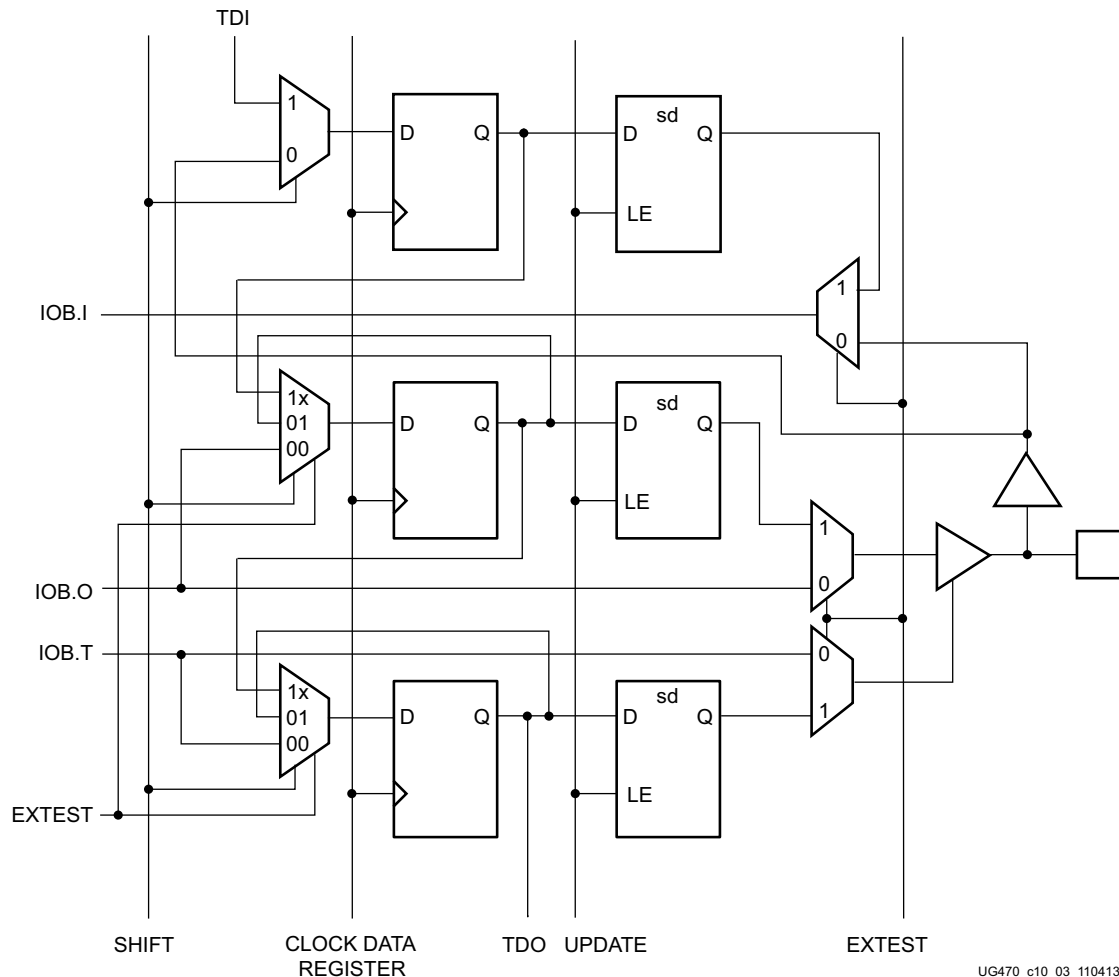 TDI
1
0
D
Q
sd
D
Q
LE
1
0
IOB.I
1x
01
00
D
Q
sd
D
Q
LE
1
0
IOB.O
IOB.T
0
1
1x
01
00
D
Q
sd
D
Q
LE
EXTEST
SHIFT
CLOCK DATA
REGISTER
TDO
UPDATE
EXTEST
UG470_c10_03_110413